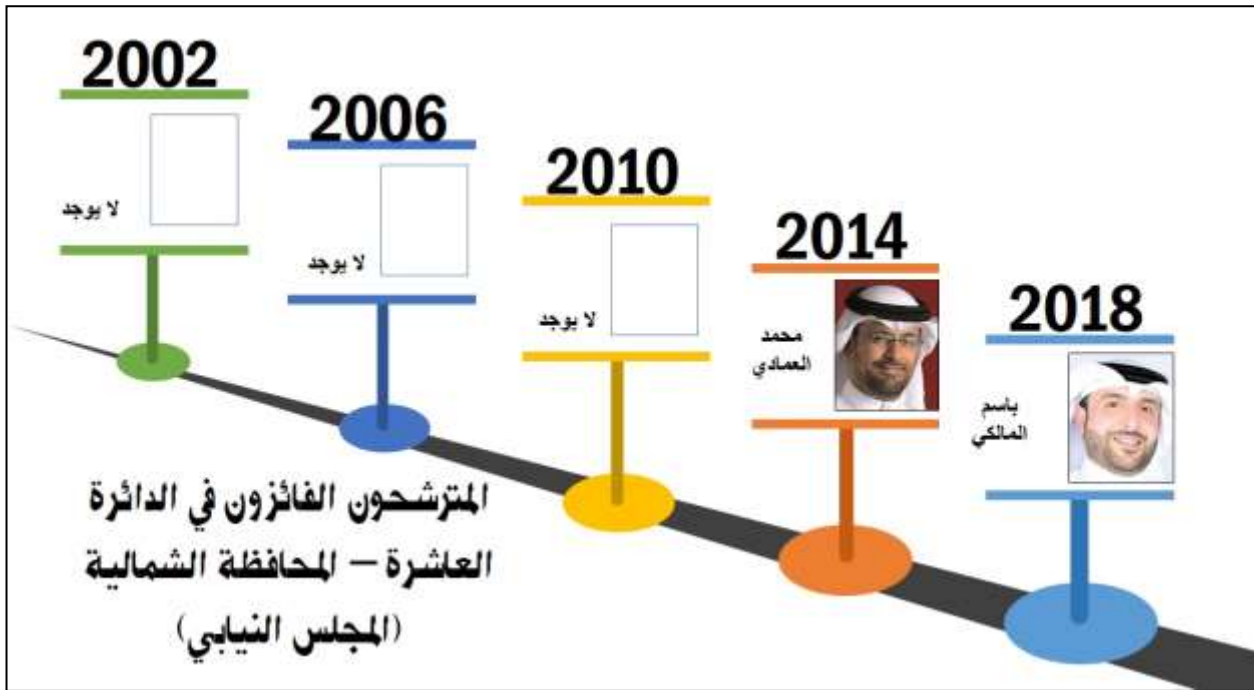 2002
لا يوجد
2006
لا يوجد
2010
لا يوجد
2014
محمد
العمادي
2018
باسم
المالكي
المترشحون الفائزون في الدائرة
العاشرة – المحافظة الشمالية
(المجلس النيابي)